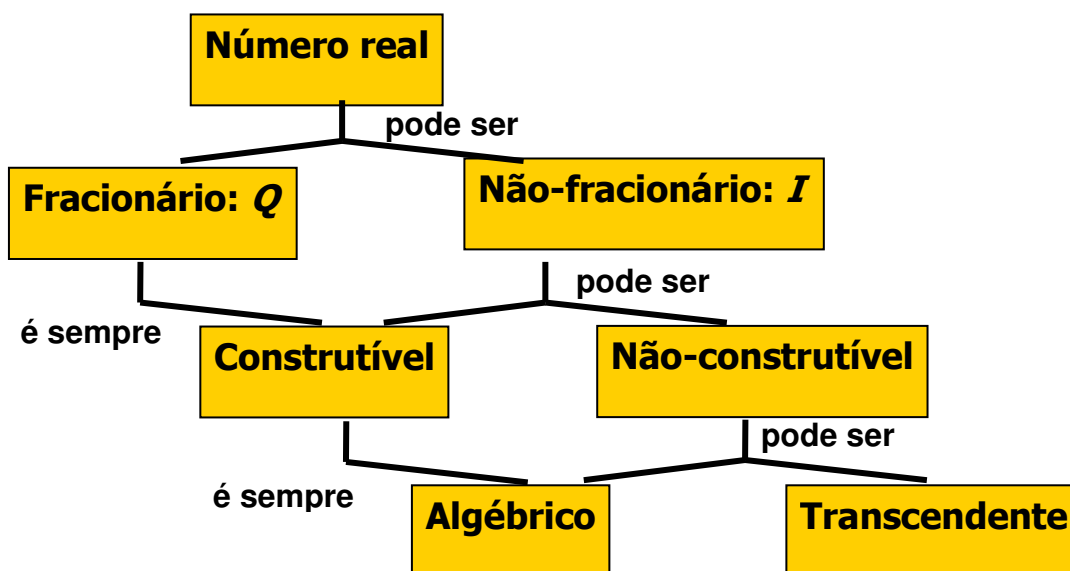 Número real
pode ser
Fracionário: Q
Não-fracionário: I
pode ser
é sempre
Construtível
Não-construtível
pode ser
é sempre
Algébrico
Transcendente